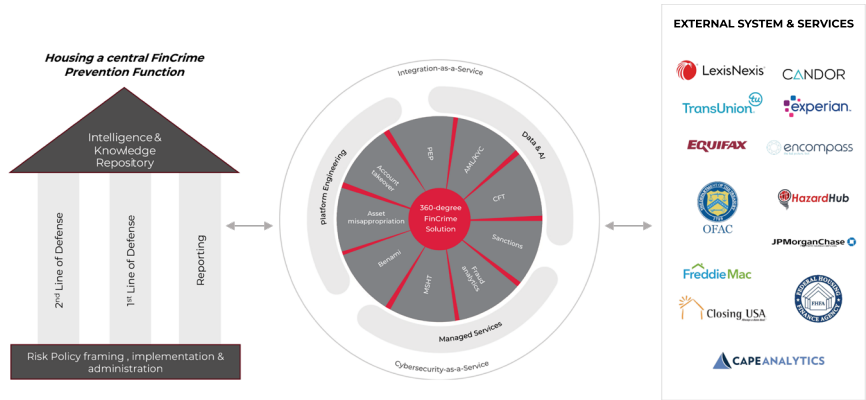 Housing a central FinCrime
Prevention Function
Intelligence &
Knowledge
Repository
2nd Line of Defense
1st Line of Defense
Reporting
Risk Policy framing , implementation &
administration
Integration-as-a-Service
Platform Engineering
Data & AI
Managed Services
Cybersecurity-as-a-Service
PEP
AML/KYC
CFT
Sanctions
Fraud
analytics
MSHT
Benami
Asset
misappropriation
Account
takeover
360-degree
FinCrime
Solution
EXTERNAL SYSTEM & SERVICES
LexisNexis
CANDOR
TransUnion
tu
experian
EQUIFAX
encompass
OFAC
HazardHub
JPMorganChase
FreddieMac
Closing USA
FEDERAL HOUSING
FHFA
FINANCE AGENCY
CAPEANALYTICS